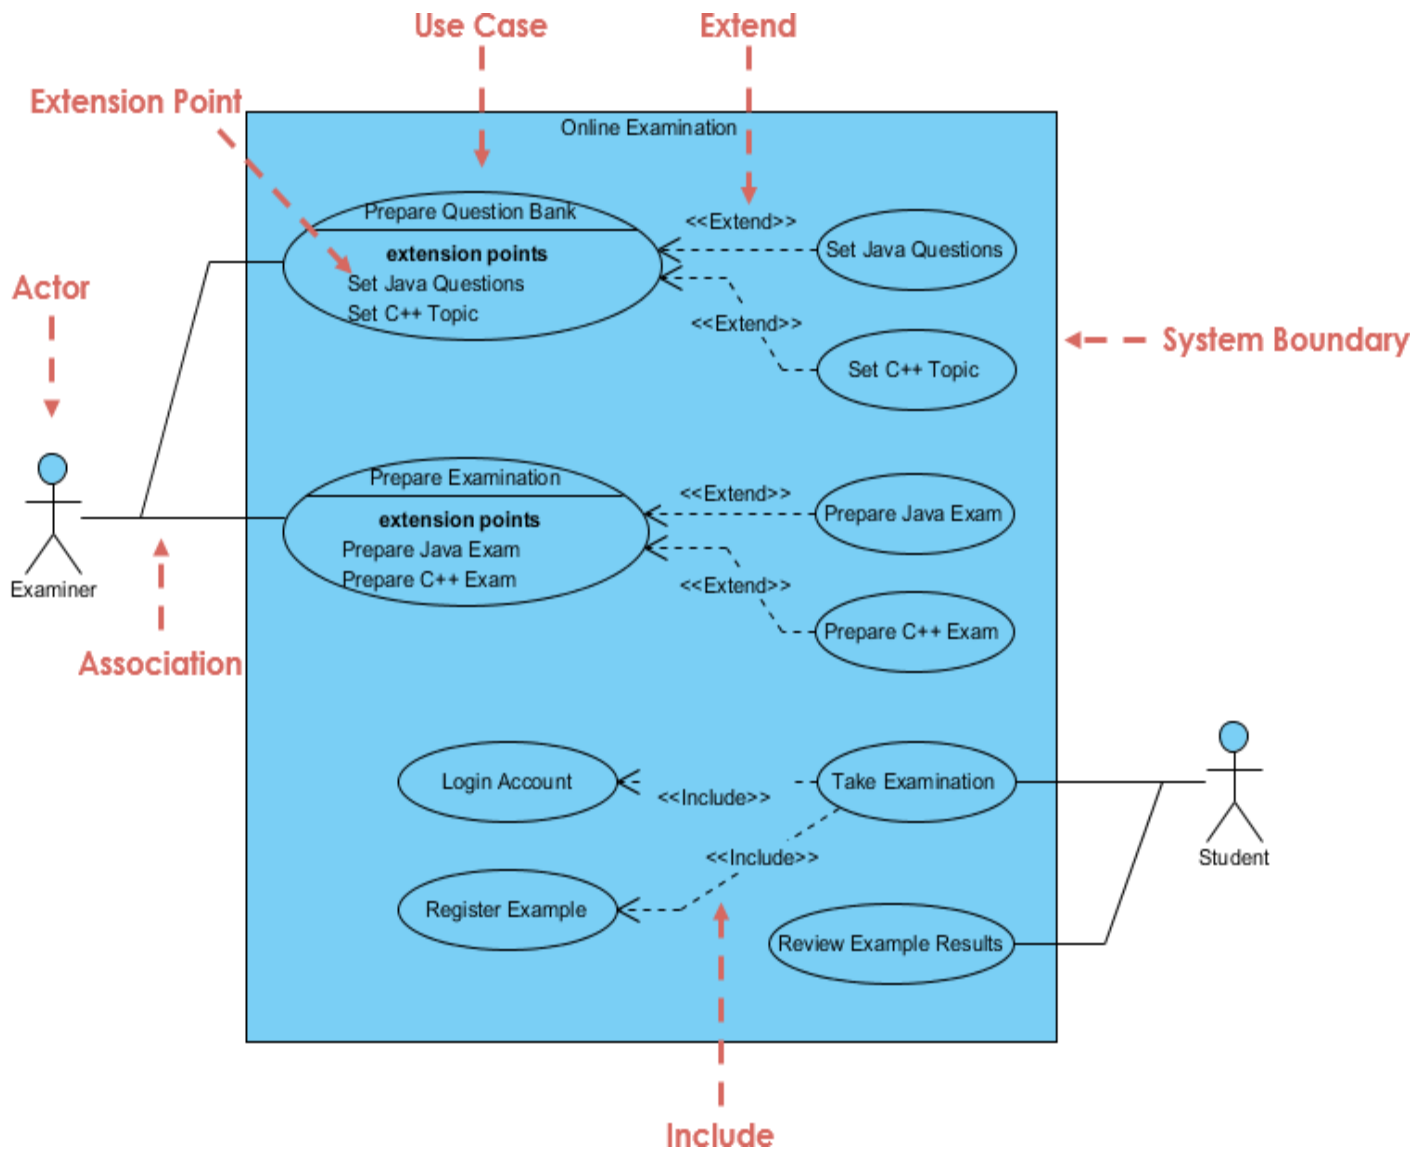 Use Case
Extend
Extension Point
Online Examination
Prepare Question Bank
extension points
Set Java Questions
Set C++ Topic
<<Extend>>
Set Java Questions
<<Extend>>
Set C++ Topic
Actor
System Boundary
Examiner
Prepare Examination
extension points
Prepare Java Exam
Prepare C++ Exam
<<Extend>>
Prepare Java Exam
<<Extend>>
Prepare C++ Exam
Association
Login Account
<<Include>>
Take Examination
<<Include>>
Student
Register Example
Review Example Results
Include